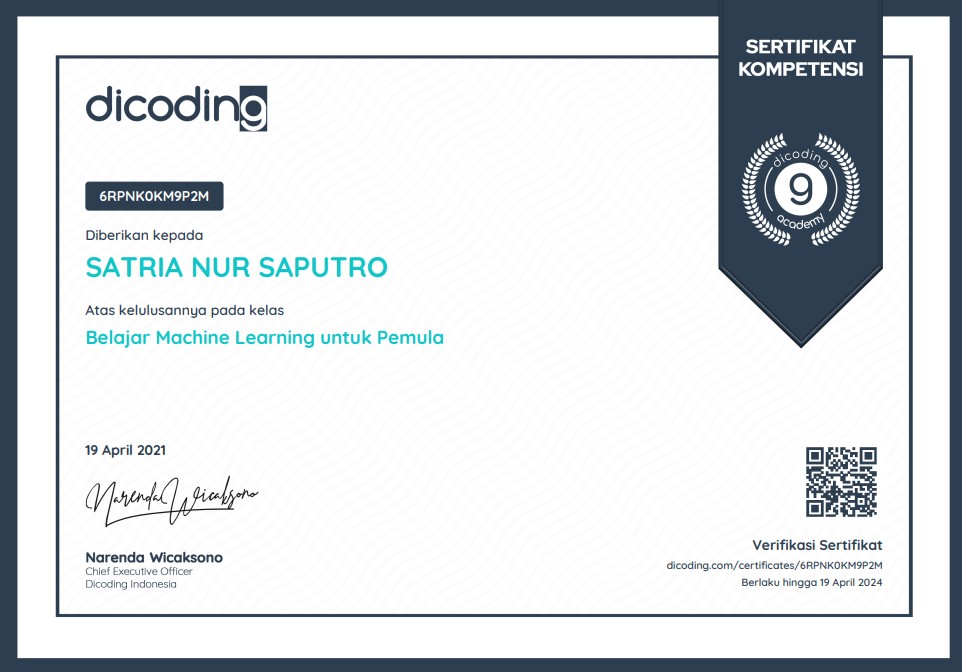 SERTIFIKAT
KOMPETENSI
dicoding
dicoding
9
academy
6RPNK0KM9P2M
Diberikan kepada
SATRIA NUR SAPUTRO
Atas kelulusannya pada kelas
Belajar Machine Learning untuk Pemula
19 April 2021
Narenda Wicaksono
Narenda Wicaksono
Chief Executive Officer
Dicoding Indonesia
Verifikasi Sertifikat
dicoding.com/certificates/6RPNK0KM9P2M
Berlaku hingga 19 April 2024